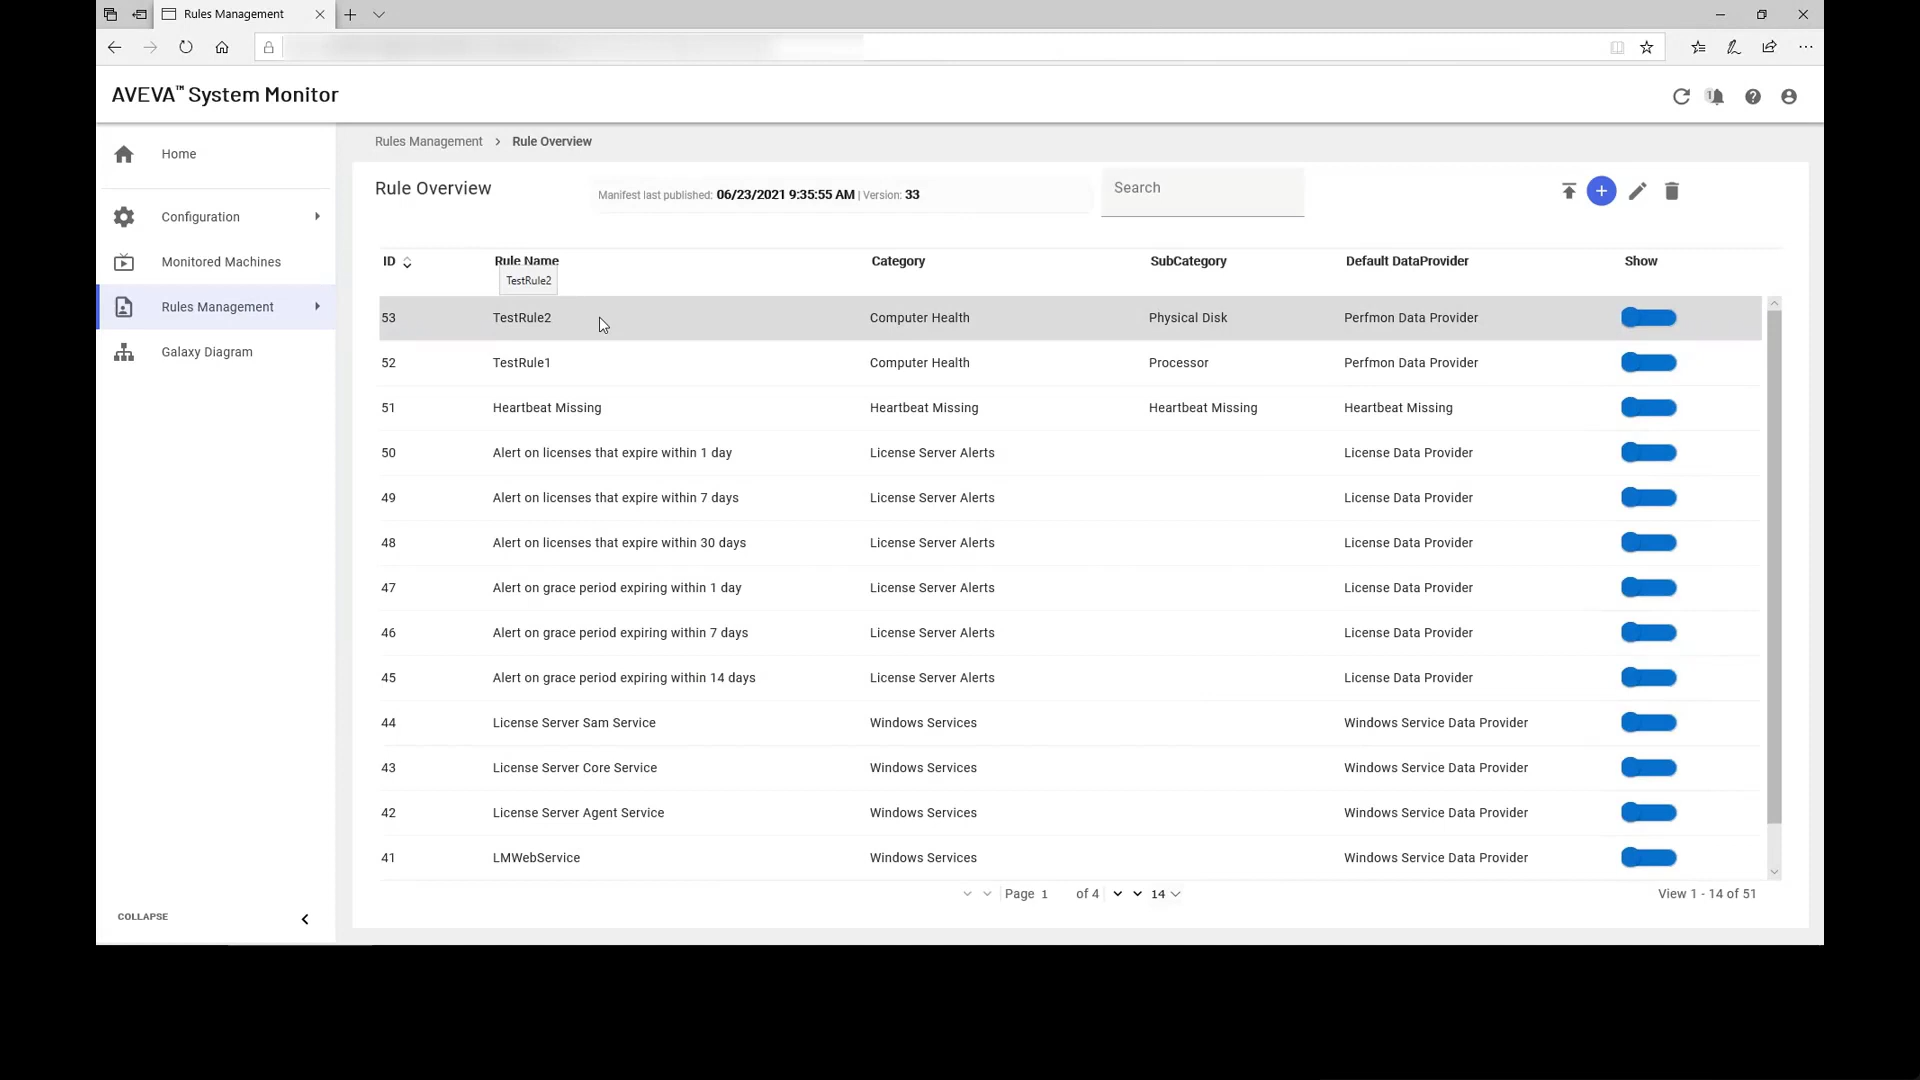 Rules Management
AVEVA™ System Monitor
Home
Configuration
Monitored Machines
Rules Management
Galaxy Diagram
COLLAPSE
Rules Management > Rule Overview
Rule Overview
Manifest last published: 06/23/2021 9:35:55 AM | Version: 33
Search
ID Rule Name Category SubCategory Default DataProvider Show
TestRule2
53 TestRule2 Computer Health Physical Disk Perfmon Data Provider
52 TestRule1 Computer Health Processor Perfmon Data Provider
51 Heartbeat Missing Heartbeat Missing Heartbeat Missing Heartbeat Missing
50 Alert on licenses that expire within 1 day License Server Alerts License Data Provider
49 Alert on licenses that expire within 7 days License Server Alerts License Data Provider
48 Alert on licenses that expire within 30 days License Server Alerts License Data Provider
47 Alert on grace period expiring within 1 day License Server Alerts License Data Provider
46 Alert on grace period expiring within 7 days License Server Alerts License Data Provider
45 Alert on grace period expiring within 14 days License Server Alerts License Data Provider
44 License Server Sam Service Windows Services Windows Service Data Provider
43 License Server Core Service Windows Services Windows Service Data Provider
42 License Server Agent Service Windows Services Windows Service Data Provider
41 LMWebService Windows Services Windows Service Data Provider
Page 1 of 4 14 View 1 - 14 of 51